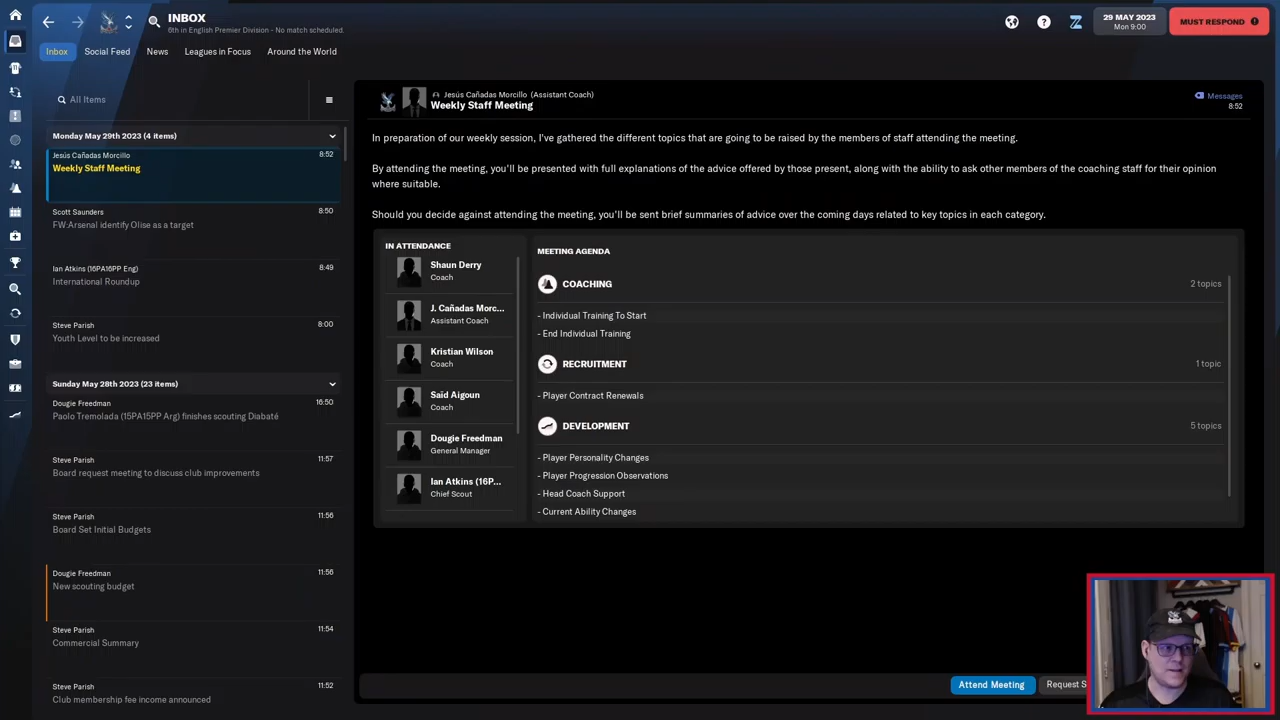 INBOX
6th in English Premier Division - No match scheduled.
29 MAY 2023
Mon 9:00
MUST RESPOND
Inbox
Social Feed
News
Leagues in Focus
Around the World
All Items
Monday May 29th 2023 (4 items)
Jesús Cañadas Morcillo
8:52
Weekly Staff Meeting
Scott Saunders
8:50
FW:Arsenal identify Olise as a target
Ian Atkins (16PA16PP Eng)
8:49
International Roundup
Steve Parish
8:00
Youth Level to be increased
Sunday May 28th 2023 (23 items)
Dougie Freedman
16:50
Paolo Tremolada (15PA15PP Arg) finishes scouting Diabaté
Steve Parish
11:57
Board request meeting to discuss club improvements
Steve Parish
11:56
Board Set Initial Budgets
Dougie Freedman
11:56
New scouting budget
Steve Parish
11:54
Commercial Summary
Steve Parish
11:52
Club membership fee income announced
Jesús Cañadas Morcillo (Assistant Coach)
Weekly Staff Meeting
Messages
8:52
In preparation of our weekly session, I've gathered the different topics that are going to be raised by the members of staff attending the meeting.
By attending the meeting, you'll be presented with full explanations of the advice offered by those present, along with the ability to ask other members of the coaching staff for their opinion
where suitable.
Should you decide against attending the meeting, you'll be sent brief summaries of advice over the coming days related to key topics in each category.
IN ATTENDANCE
Shaun Derry
Coach
J. Cañadas Morc...
Assistant Coach
Kristian Wilson
Coach
Saïd Aïgoun
Coach
Dougie Freedman
General Manager
Ian Atkins (16P...
Chief Scout
MEETING AGENDA
COACHING
2 topics
- Individual Training To Start
- End Individual Training
RECRUITMENT
1 topic
- Player Contract Renewals
DEVELOPMENT
5 topics
- Player Personality Changes
- Player Progression Observations
- Head Coach Support
- Current Ability Changes
Attend Meeting
Request S